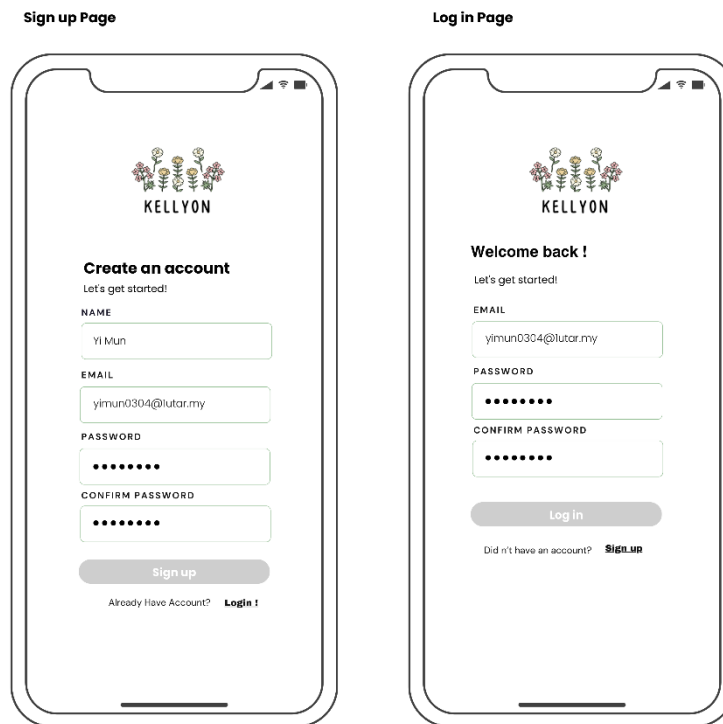 Sign up Page
KELLYON
Create an account
Let's get started!
NAME
Yi Mun
EMAIL
yimun0304@1utar.my
PASSWORD
CONFIRM PASSWORD
Sign up
Already Have Account? Login !
Log in Page
KELLYON
Welcome back !
Let's get started!
EMAIL
yimun0304@1utar.my
PASSWORD
CONFIRM PASSWORD
Log in
Did n't have an account? Sign up